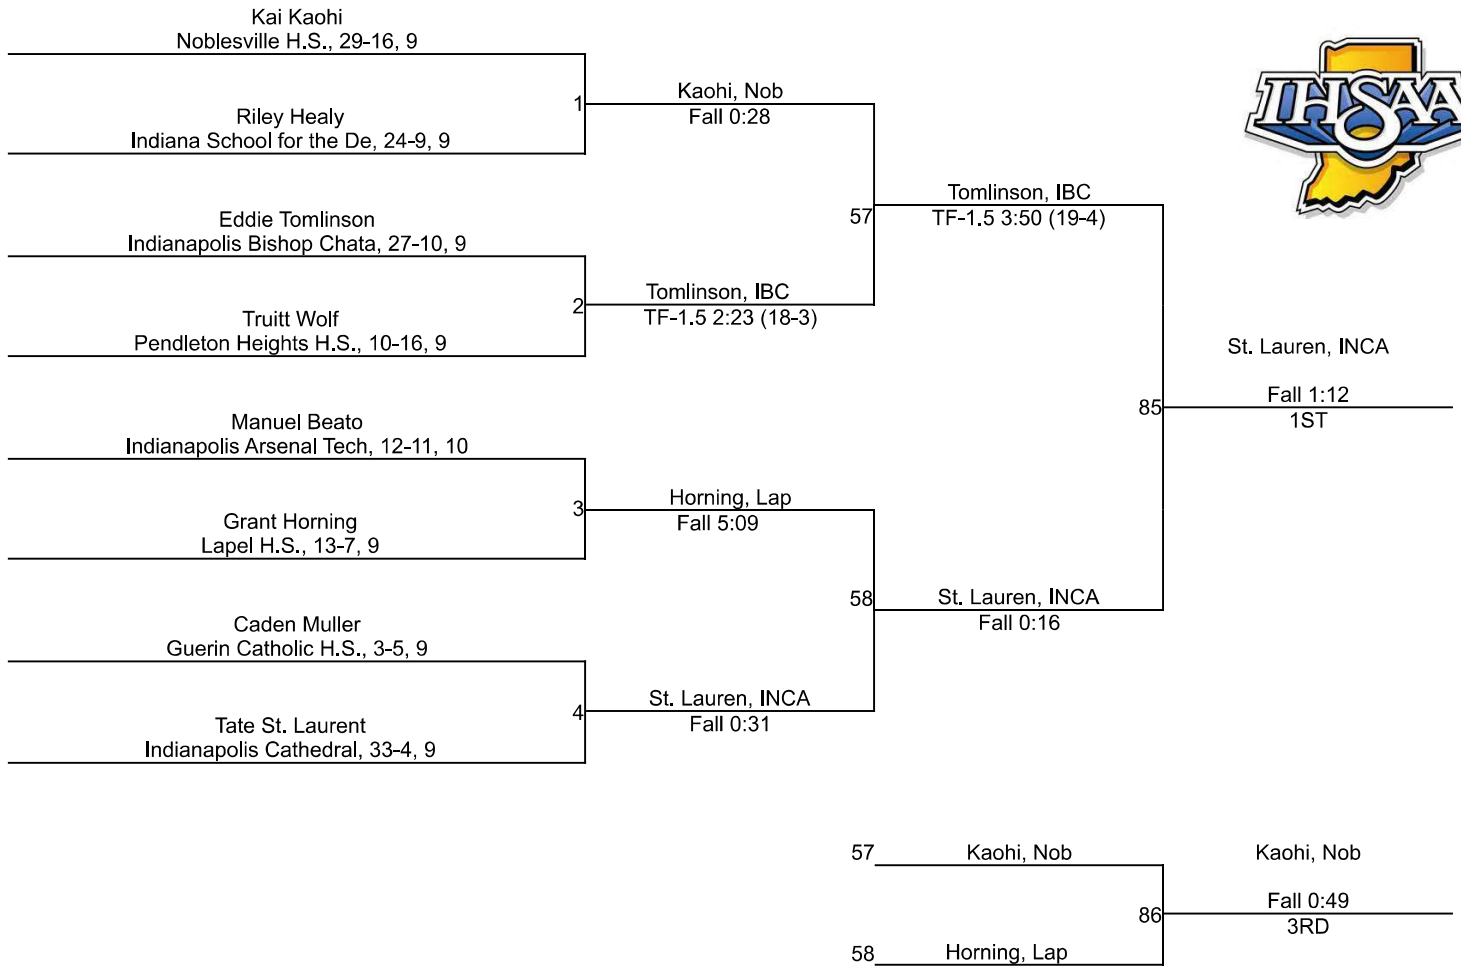 Kai Kaohi
Noblesville H.S., 29-16, 9
IHSAA
1
Kaohi, Nob
Fall 0:28
Riley Healy
Indiana School for the De, 24-9, 9
57
Tomlinson, IBC
TF-1.5 3:50 (19-4)
Eddie Tomlinson
Indianapolis Bishop Chata, 27-10, 9
2
Tomlinson, IBC
TF-1.5 2:23 (18-3)
Truitt Wolf
Pendleton Heights H.S., 10-16, 9
85
St. Lauren, INCA
Fall 1:12
1ST
Manuel Beato
Indianapolis Arsenal Tech, 12-11, 10
3
Horning, Lap
Fall 5:09
Grant Horning
Lapel H.S., 13-7, 9
58
St. Lauren, INCA
Fall 0:16
Caden Muller
Guerin Catholic H.S., 3-5, 9
4
St. Lauren, INCA
Fall 0:31
Tate St. Laurent
Indianapolis Cathedral, 33-4, 9
57
Kaohi, Nob
Kaohi, Nob
86
Fall 0:49
3RD
58
Horning, Lap